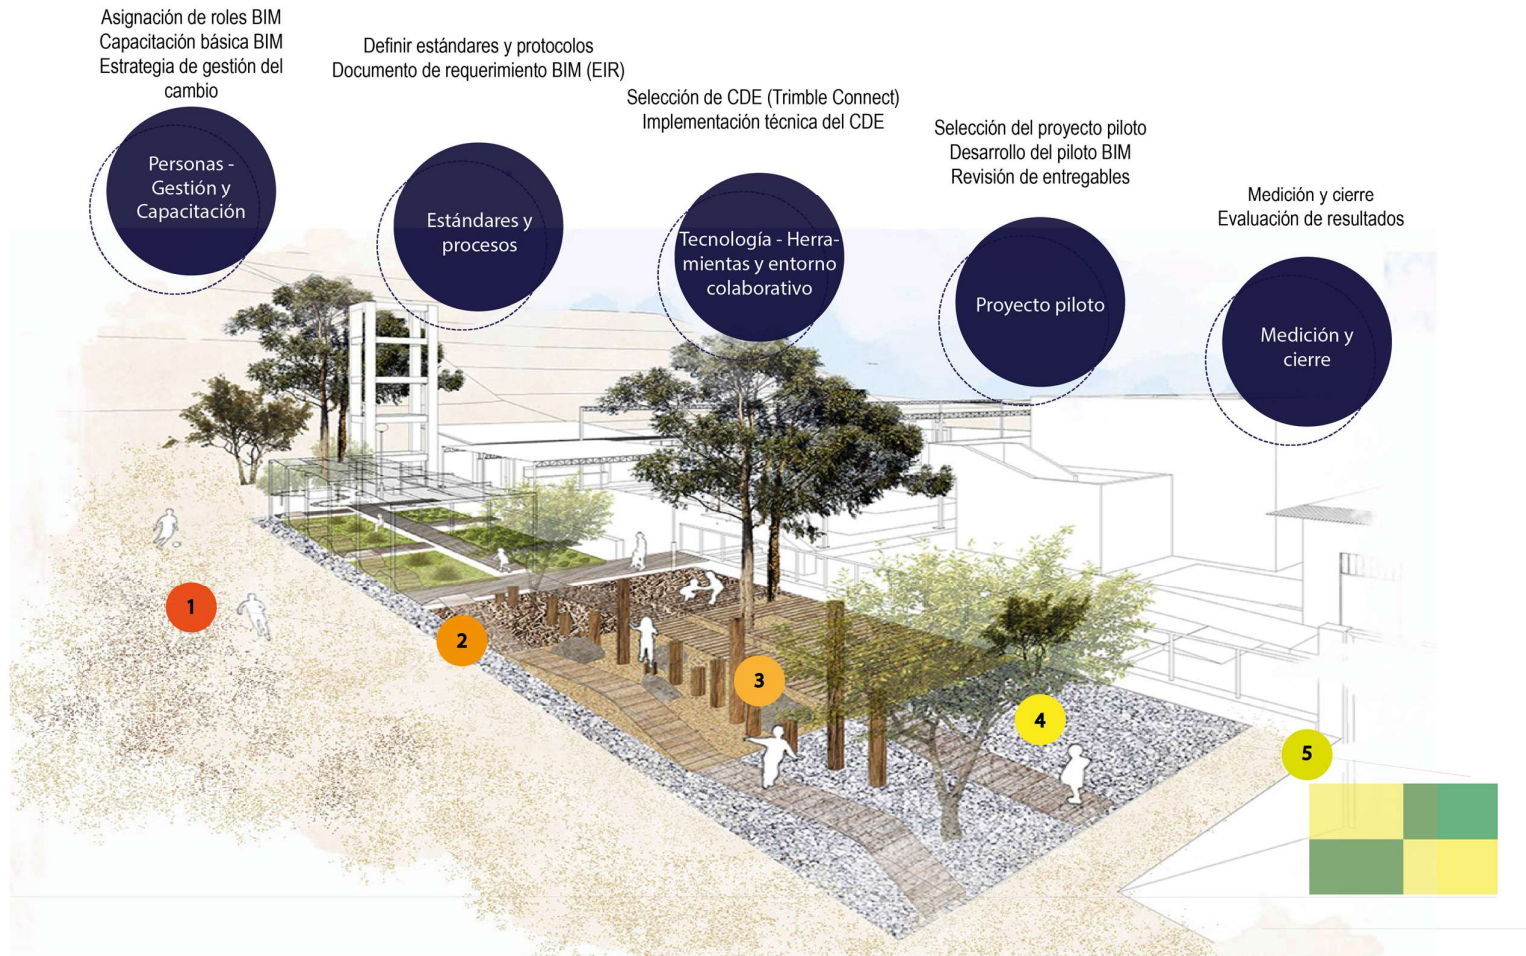 Asignación de roles BIM
Capacitación básica BIM
Estrategia de gestión del
cambio
Personas -
Gestión y
Capacitación
Definir estándares y protocolos
Documento de requerimiento BIM (EIR)
Estándares y
procesos
Selección de CDE (Trimble Connect)
Implementación técnica del CDE
Tecnología - Herra-
mientas y entorno
colaborativo
Selección del proyecto piloto
Desarrollo del piloto BIM
Revisión de entregables
Proyecto piloto
Medición y cierre
Evaluación de resultados
Medición y
cierre
1
2
3
4
5